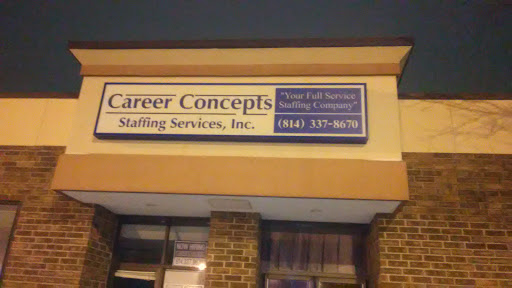 Career Concepts
Staffing Services, Inc.
"Your Full Service
Staffing Company"
(814) 337-8670